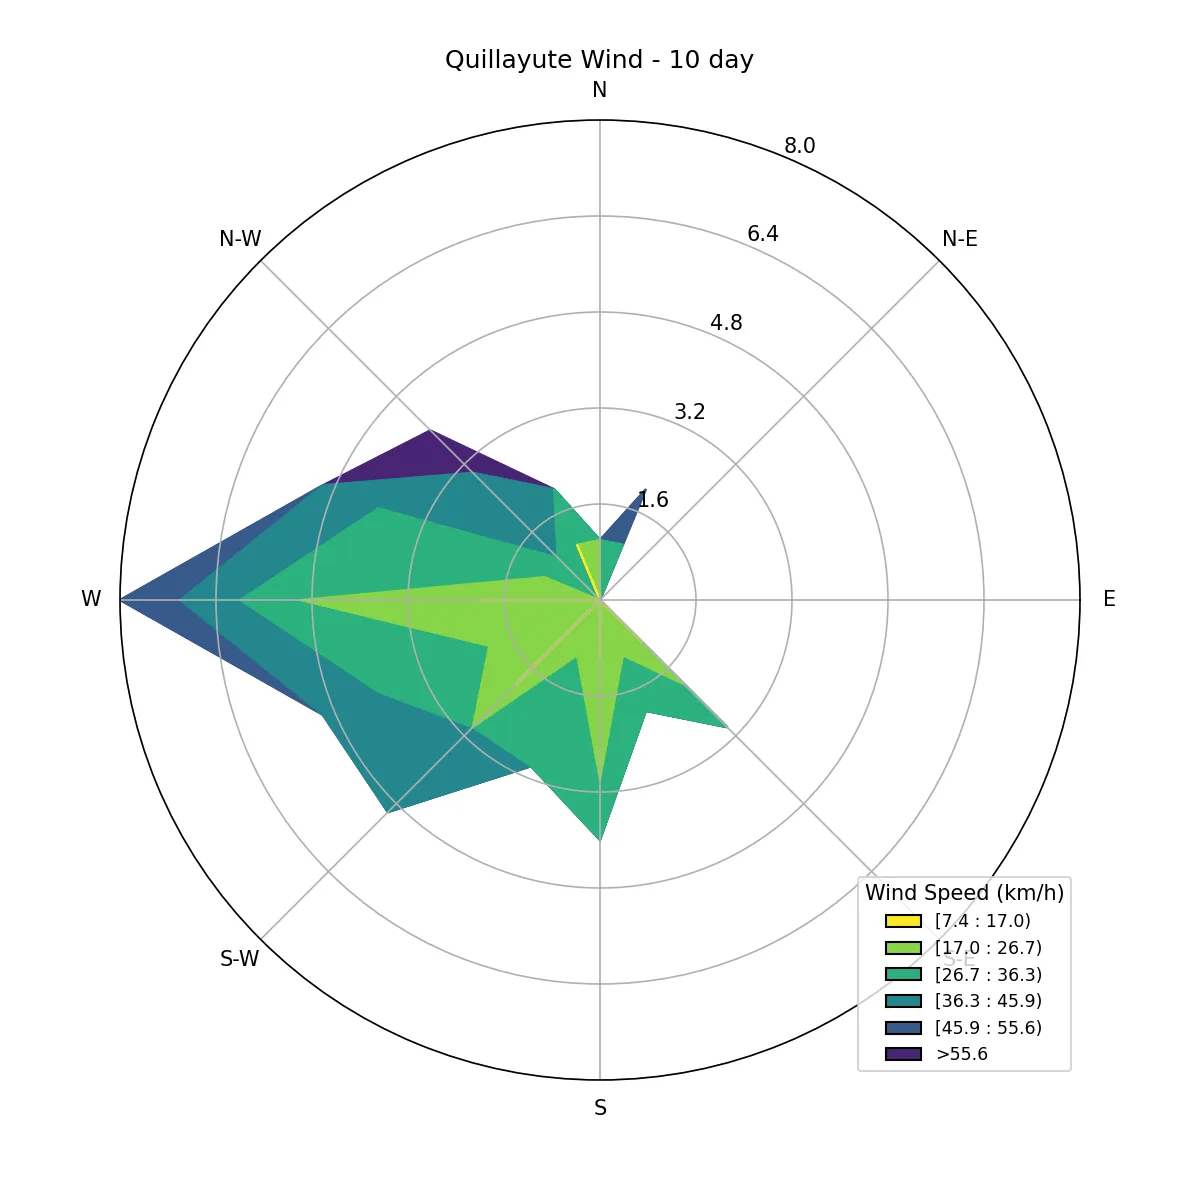 Quillayute Wind - 10 day
N
8.0
6.4
N-W
N-E
4.8
3.2
1.6
W
E
Wind Speed (km/h)
[7.4 : 17.0)
[17.0 : 26.7)
S-W
S-E
[26.7 : 36.3)
[36.3 : 45.9)
[45.9 : 55.6)
>55.6
S